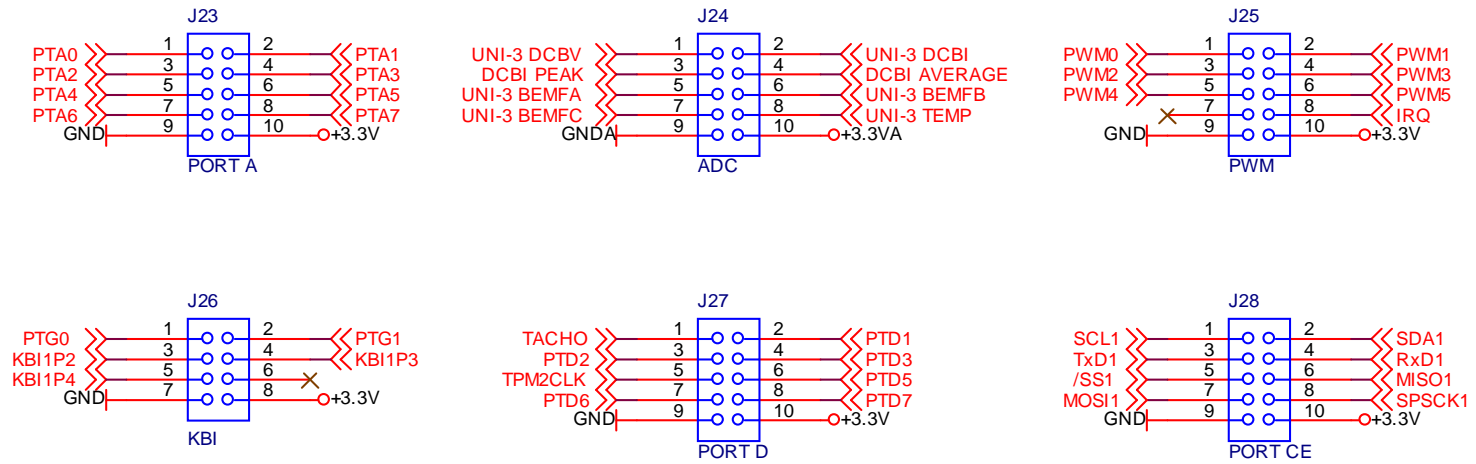 J23
PTA0 1 2 PTA1
PTA2 3 4 PTA3
PTA4 5 6 PTA5
PTA6 7 8 PTA7
GND 9 10 +3.3V
PORT A
J24
UNI-3 DCBV 1 2 UNI-3 DCBI
DCBI PEAK 3 4 DCBI AVERAGE
UNI-3 BEMFA 5 6 UNI-3 BEMFB
UNI-3 BEMFC 7 8 UNI-3 TEMP
GNDA 9 10 +3.3VA
ADC
J25
PWM0 1 2 PWM1
PWM2 3 4 PWM3
PWM4 5 6 PWM5
7 8 IRQ
GND 9 10 +3.3V
PWM
J26
PTG0 1 2 PTG1
KBI1P2 3 4 KBI1P3
KBI1P4 5 6
GND 7 8 +3.3V
KBI
J27
TACHO 1 2 PTD1
PTD2 3 4 PTD3
TPM2CLK 5 6 PTD5
PTD6 7 8 PTD7
GND 9 10 +3.3V
PORT D
J28
SCL1 1 2 SDA1
TxD1 3 4 RxD1
/SS1 5 6 MISO1
MOSI1 7 8 SPSCK1
GND 9 10 +3.3V
PORT CE